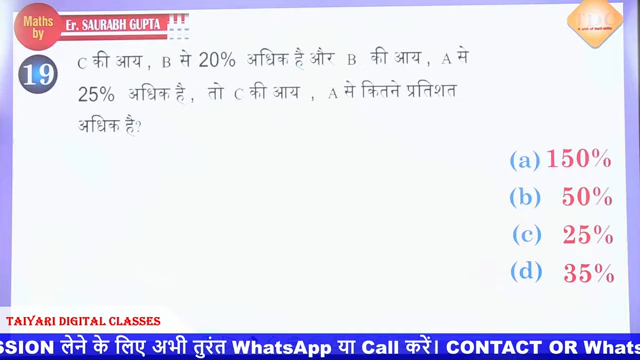 Maths
by
Er. SAURABH GUPTA
TDC
19
C की आय , B से 20% अधिक है और B की आय , A से
25% अधिक है , तो C की आय , A से कितने प्रतिशत
अधिक है?
(a) 150%
(b) 50%
(c) 25%
(d) 35%
TAIYARI DIGITAL CLASSES
SSION लेने के लिए अभी तुरंत WhatsApp या Call करें। CONTACT OR Whats